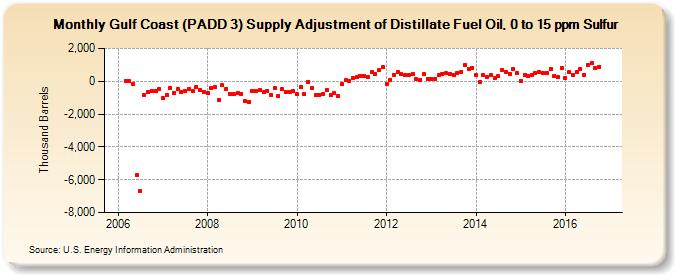 Monthly Gulf Coast (PADD 3) Supply Adjustment of Distillate Fuel Oil, 0 to 15 ppm Sulfur
Thousand Barrels
2,000
0
-2,000
-4,000
-6,000
-8,000
2006 2008 2010 2012 2014 2016
Source: U.S. Energy Information Administration